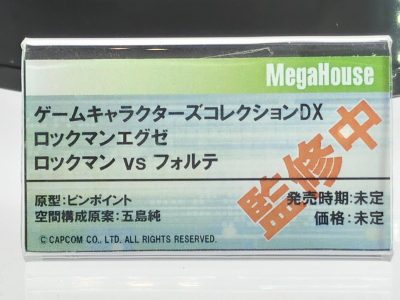 MegaHouse
ゲームキャラクターズコレクションDX
ロックマンエグゼ
ロックマン vs フォルテ
監修中
原型:ピンポイント
空間構成原案:五島純
発売時期:未定
価格:未定
© CAPCOM CO., LTD. ALL RIGHTS RESERVED.